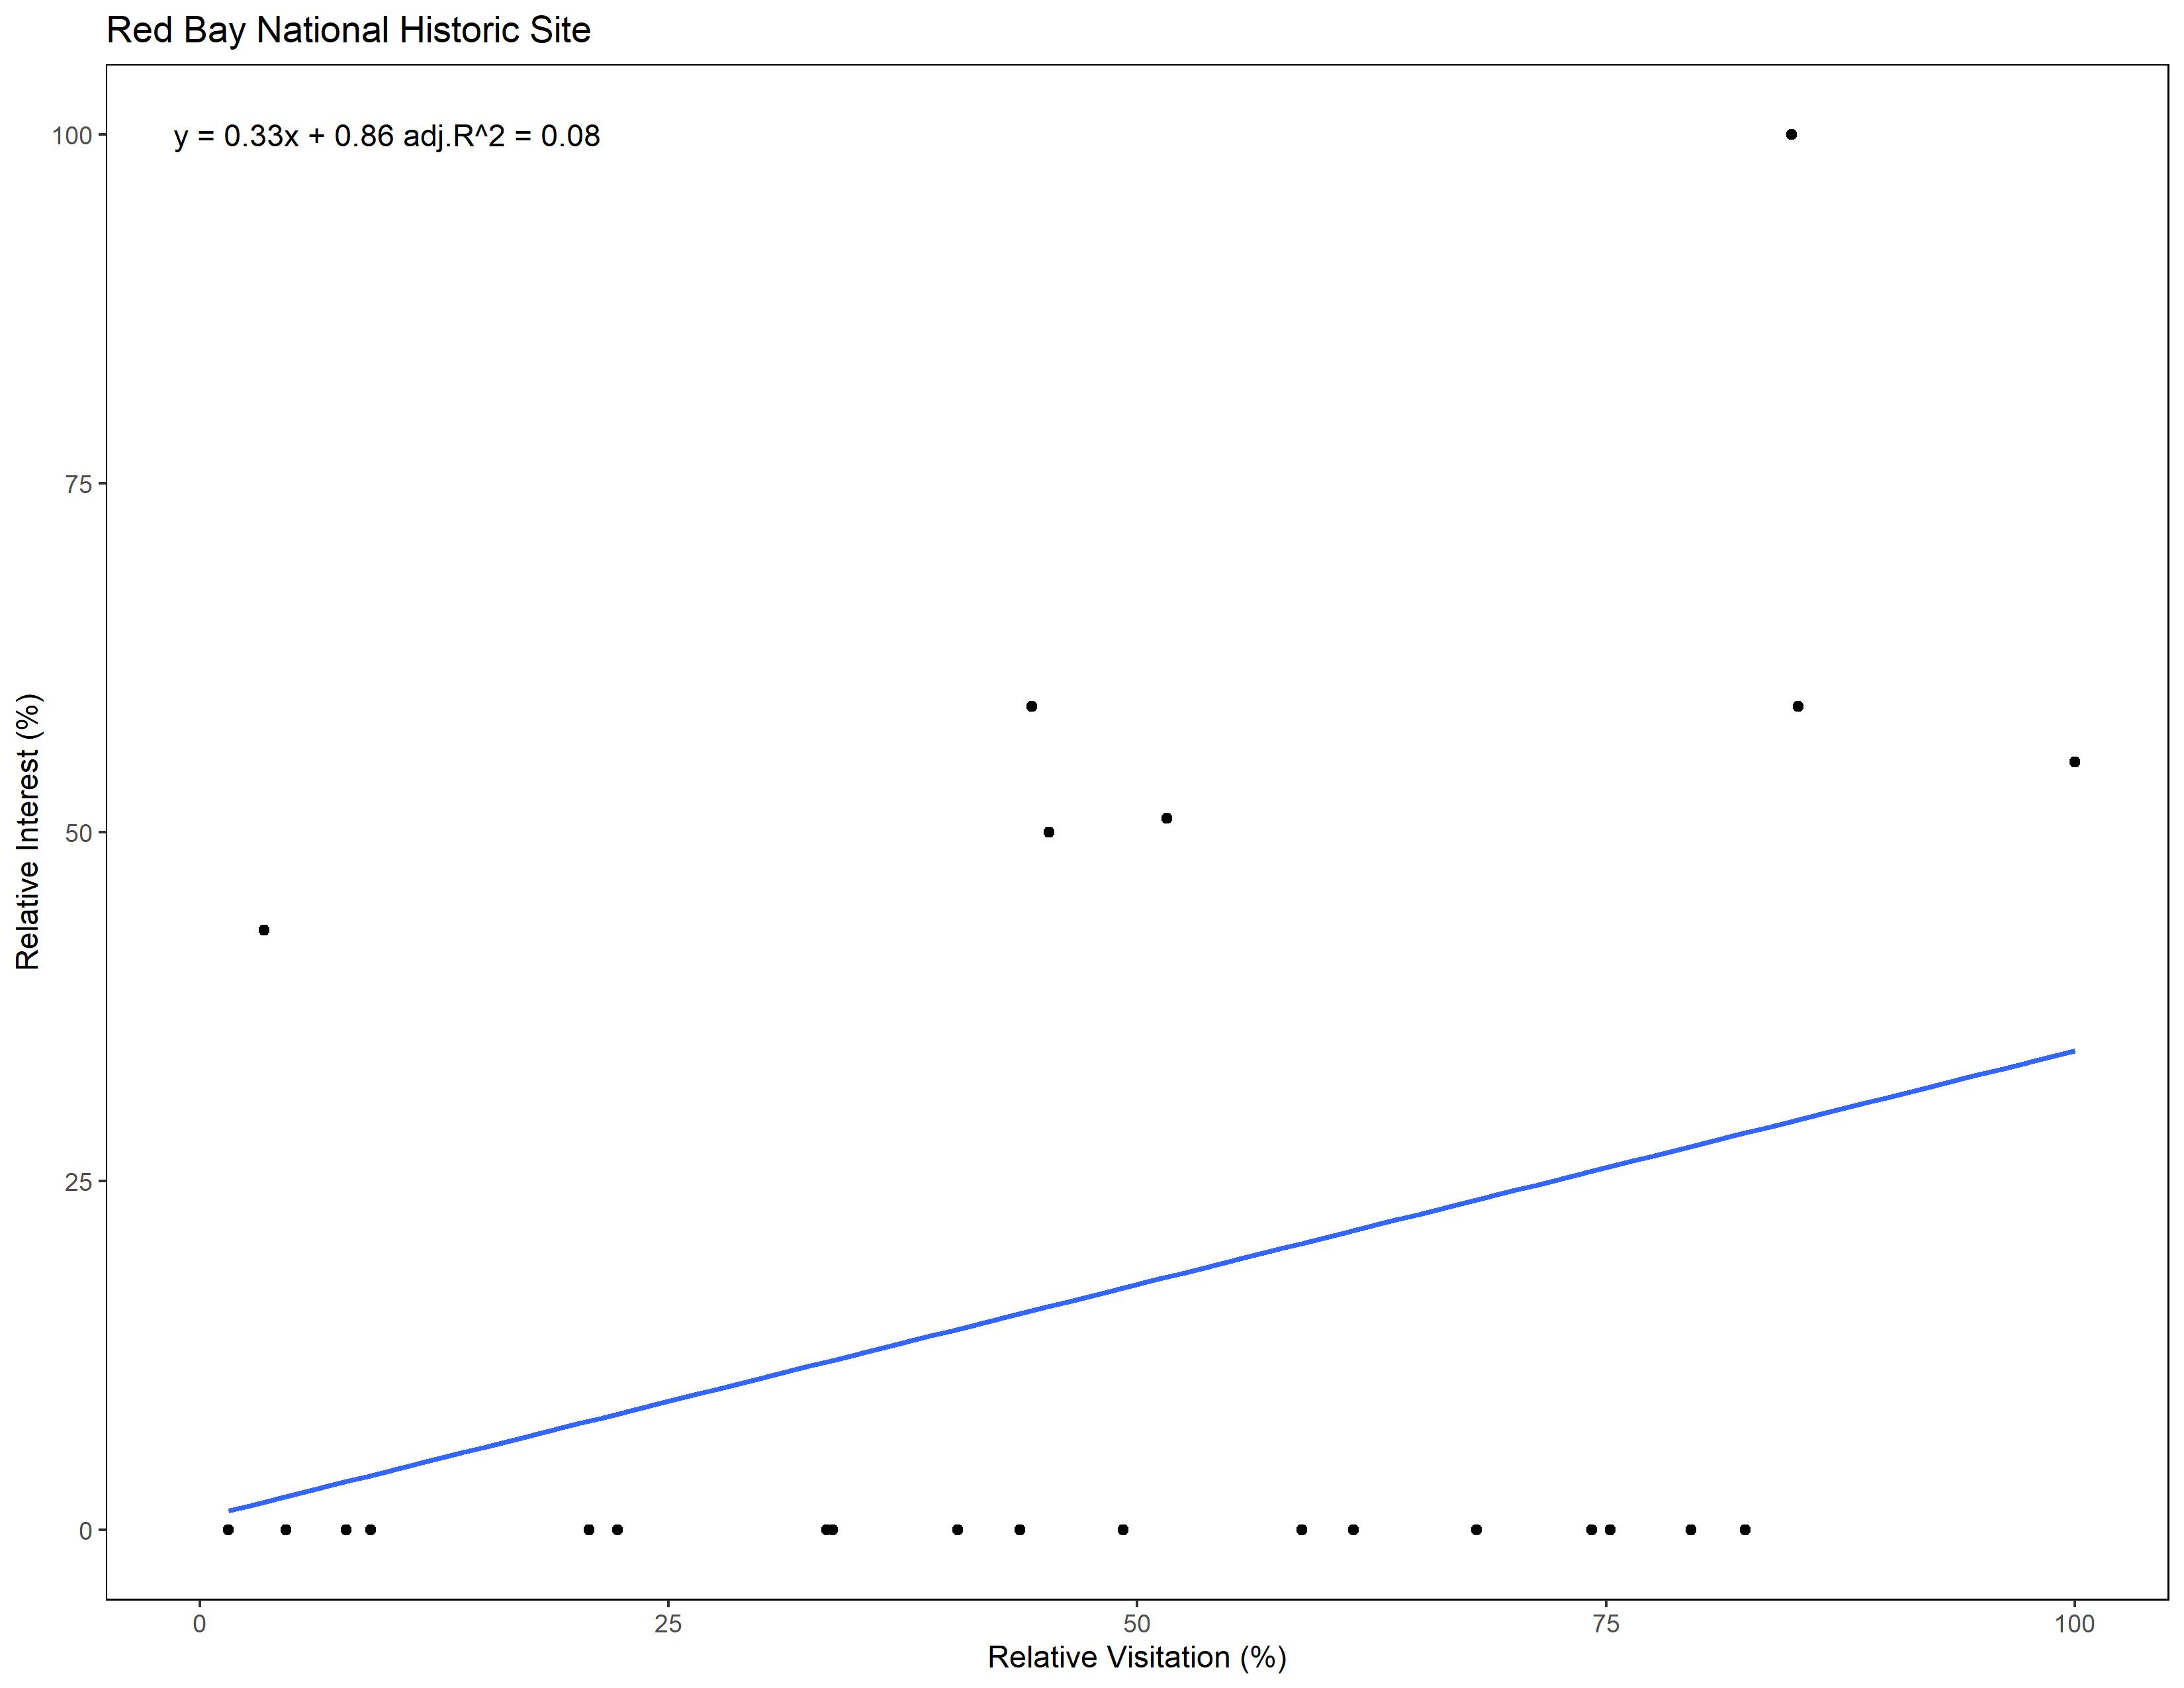 Red Bay National Historic Site
y = 0.33x + 0.86 adj.R^2 = 0.08
100
75
50
25
0
Relative Interest (%)
0 25 50 75 100
Relative Visitation (%)